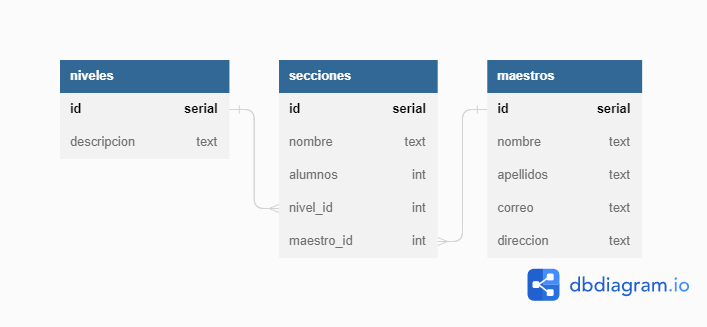 niveles
id serial
descripcion text
secciones
id serial
nombre text
alumnos int
nivel_id int
maestro_id int
maestros
id serial
nombre text
apellidos text
correo text
direccion text
dbdiagram.io